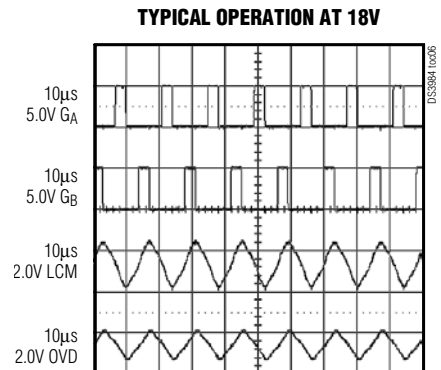 TYPICAL OPERATION AT 18V
DS3984 toc06
10μs
5.0V GA
10μs
5.0V GB
10μs
2.0V LCM
10μs
2.0V OVD